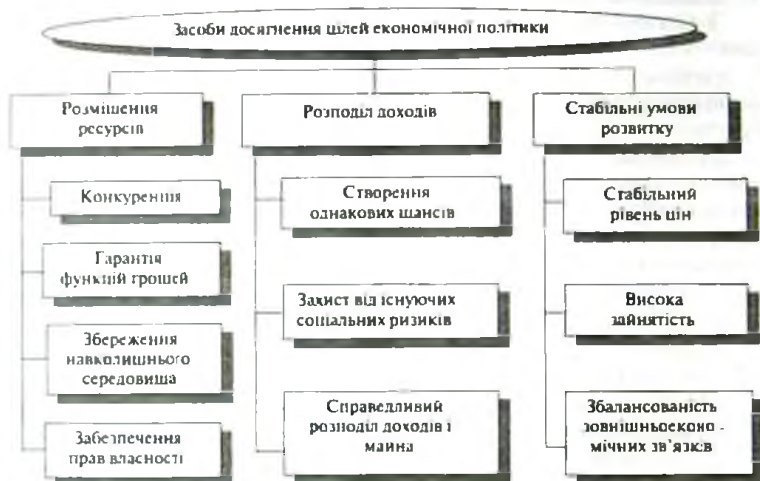 Засоби досягнення цілей економічної політики
Розміщення
ресурсів
Конкуренція
Гарантія
функцій грошей
Збереження
навколишнього
середовища
Забезпечення
прав власності
Розподіл доходів
Створення
однакових шансів
Захист від існуючих
соціальних ризиків
Справедливий
розподіл доходів і
майна
Стабільні умови
розвитку
Стабільний
рівень цін
Висока
зайнятість
Збалансованість
зовнішньоеконо-
мічних зв'язків